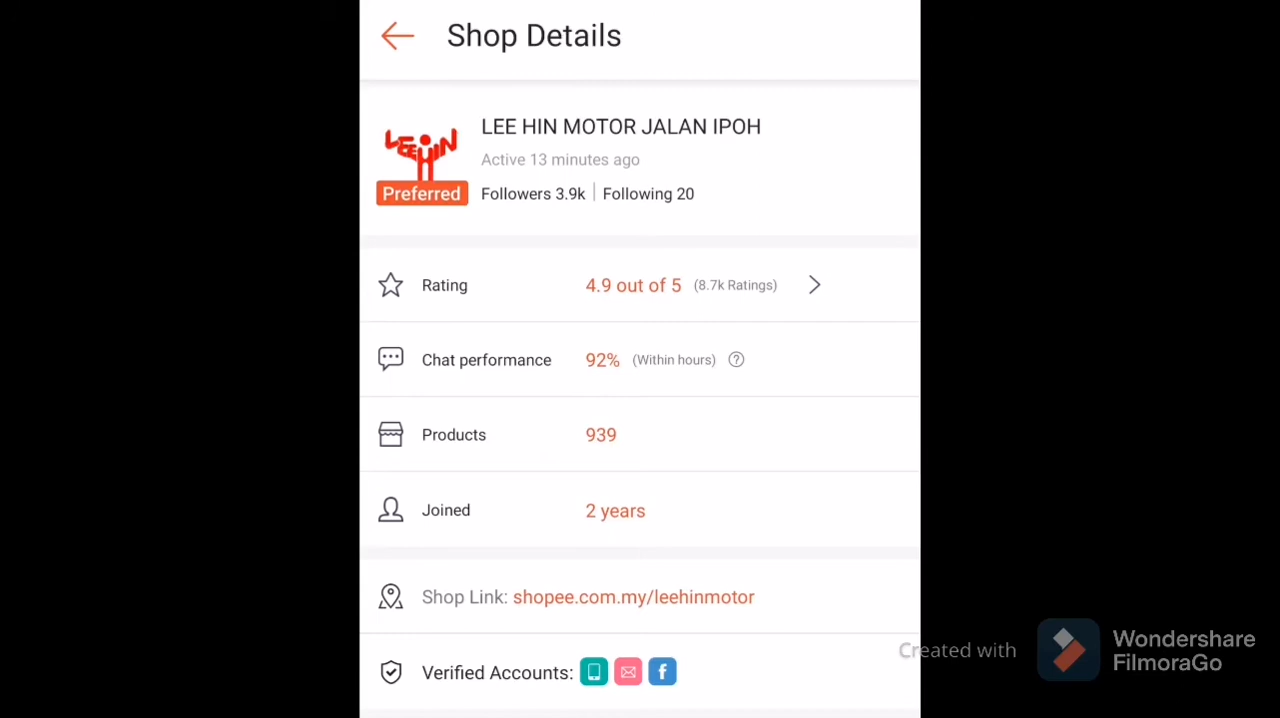 Shop Details
LEE HIN
Preferred
LEE HIN MOTOR JALAN IPOH
Active 13 minutes ago
Followers 3.9k | Following 20
Rating 4.9 out of 5 (8.7k Ratings)
Chat performance 92% (Within hours) ?
Products 939
Joined 2 years
Shop Link: shopee.com.my/leehinmotor
Verified Accounts: f
Created with Wondershare
FilmoraGo